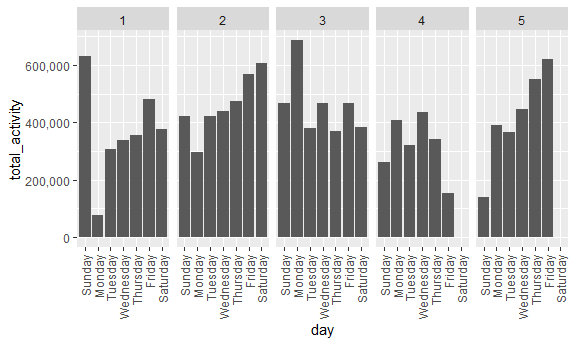 1 2 3 4 5
600,000
400,000
200,000
0
total_activity
Sunday Monday Tuesday Wednesday Thursday Friday Saturday Sunday Monday Tuesday Wednesday Thursday Friday Saturday Sunday Monday Tuesday Wednesday Thursday Friday Saturday Sunday Monday Tuesday Wednesday Thursday Friday Saturday Sunday Monday Tuesday Wednesday Thursday Friday Saturday
day